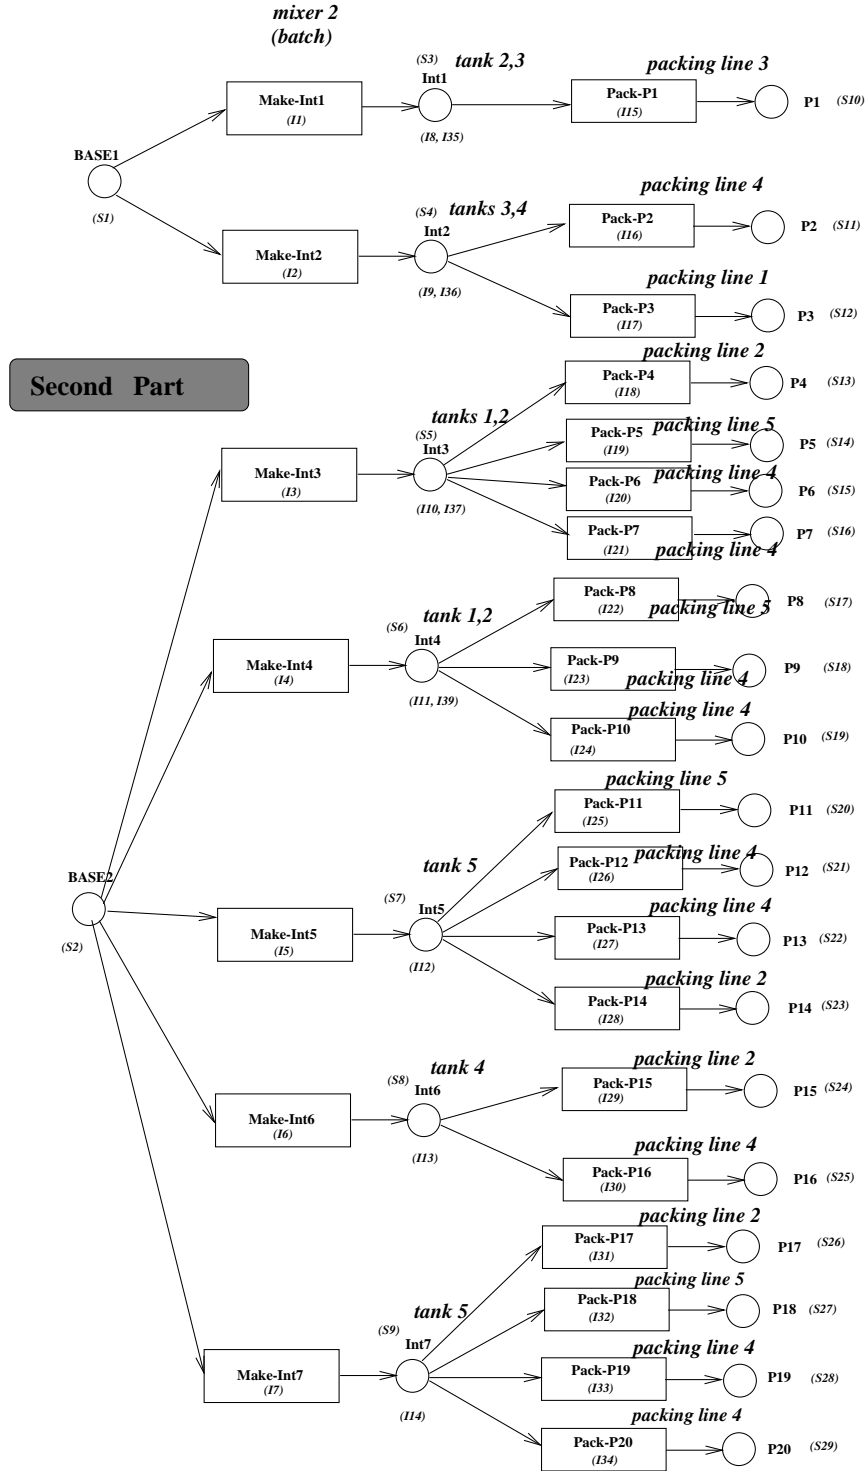 mixer 2
(batch)
(S3) tank 2,3 packing line 3
Int1
Make-Int1 Pack-P1 P1 (S10)
(I1) (I15)
(I8, I35)
BASE1
(S1)
packing line 4
(S4) tanks 3,4
Int2 Pack-P2 P2 (S11)
(I16)
Make-Int2
(I2)
(I9, I36)
packing line 1
Pack-P3 P3 (S12)
(I17)
packing line 2
Second Part
Pack-P4 P4 (S13)
(I18)
tanks 1,2
(S5) packing line 5
Int3 Pack-P5 P5 (S14)
(I19)
Make-Int3 packing line 4
(I3) Pack-P6 P6 (S15)
(I20)
(I10, I37)
Pack-P7 P7 (S16)
(I21) packing line 4
Pack-P8 P8 (S17)
(I22) packing line 5
tank 1,2
(S6)
Int4
Make-Int4 Pack-P9 P9 (S18)
(I4) (I23) packing line 4
(I11, I39)
packing line 4
Pack-P10 P10 (S19)
(I24)
packing line 5
Pack-P11 P11 (S20)
(I25)
packing line 4
tank 5 Pack-P12 P12 (S21)
(I26)
BASE2
(S2)
(S7) packing line 4
Int5
Make-Int5 Pack-P13 P13 (S22)
(I5) (I27)
(I12)
packing line 2
Pack-P14 P14 (S23)
(I28)
packing line 2
tank 4
(S8) Pack-P15 P15 (S24)
Int6 (I29)
Make-Int6
(I6)
(I13)
packing line 4
Pack-P16 P16 (S25)
(I30)
packing line 2
Pack-P17 P17 (S26)
(I31)
packing line 5
tank 5 Pack-P18 P18 (S27)
(I32)
(S9)
Int7 packing line 4
Make-Int7 Pack-P19 P19 (S28)
(I7) (I33)
(I14)
packing line 4
Pack-P20 P20 (S29)
(I34)